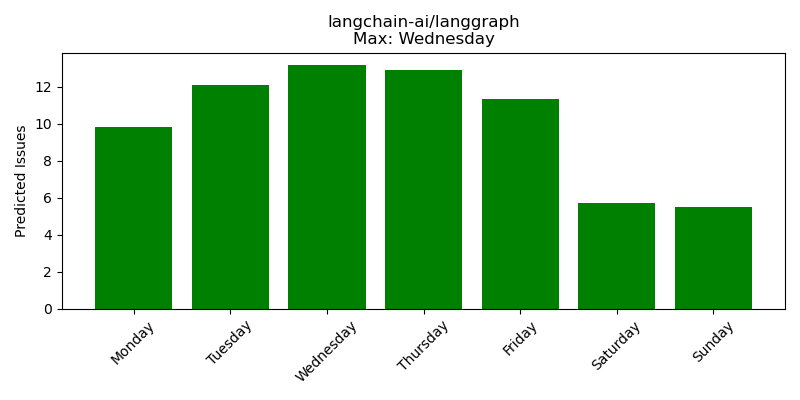 langchain-ai/langgraph
Max: Wednesday
Predicted Issues
12
10
8
6
4
2
0
Monday
Tuesday
Wednesday
Thursday
Friday
Saturday
Sunday